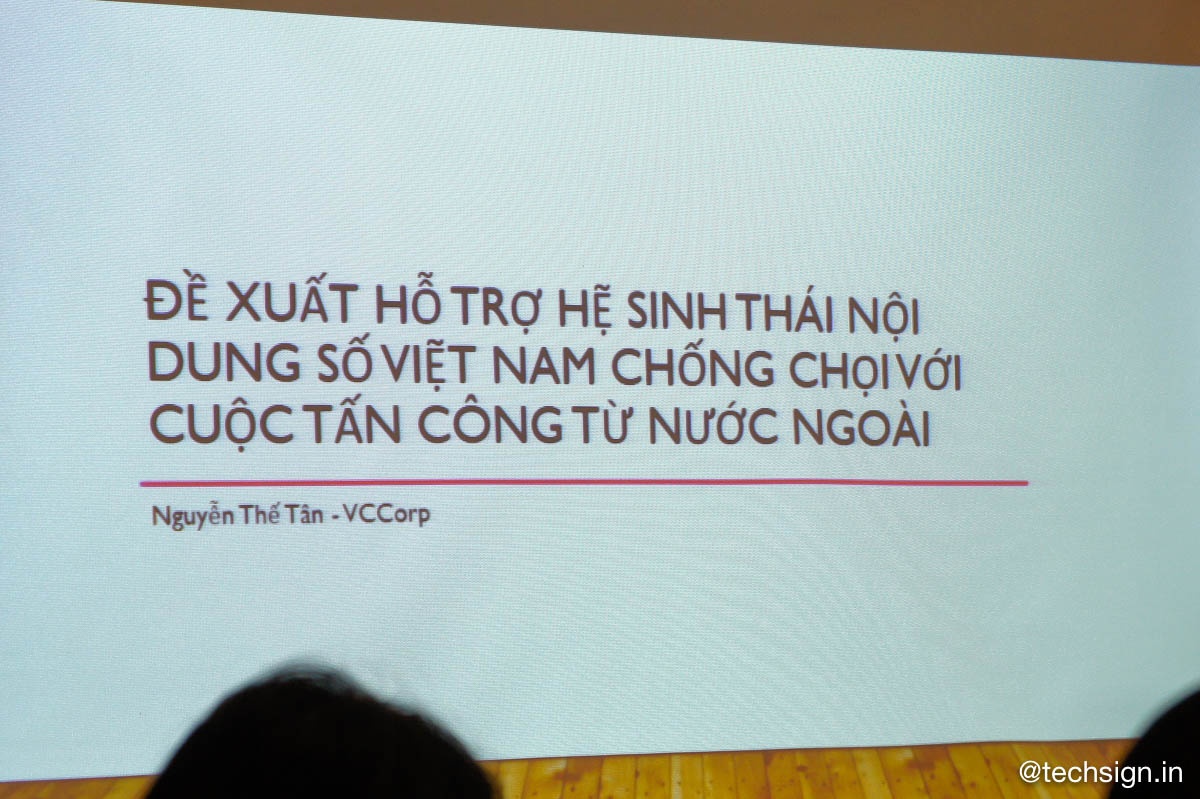 ĐỀ XUẤT HỖ TRỢ HỆ SINH THÁI NỘI
DUNG SỐ VIỆT NAM CHỐNG CHỌI VỚI
CUỘC TẤN CÔNG TỪ NƯỚC NGOÀI
Nguyễn Thế Tân - VCCorp
@techsign.in